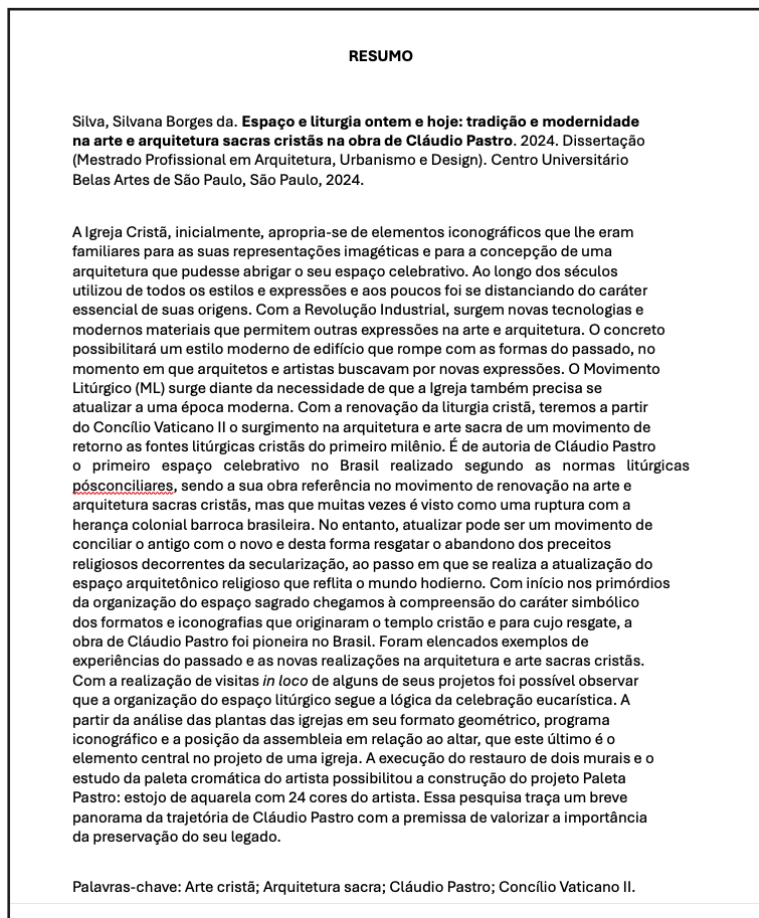 RESUMO
Silva, Silvana Borges da. Espaço e liturgia ontem e hoje: tradição e modernidade
na arte e arquitetura sacras cristãs na obra de Cláudio Pastro. 2024. Dissertação
(Mestrado Profissional em Arquitetura, Urbanismo e Design). Centro Universitário
Belas Artes de São Paulo, São Paulo, 2024.
A Igreja Cristã, inicialmente, apropria-se de elementos iconográficos que lhe eram
familiares para as suas representações imagéticas e para a concepção de uma
arquitetura que pudesse abrigar o seu espaço celebrativo. Ao longo dos séculos
utilizou de todos os estilos e expressões e aos poucos foi se distanciando do caráter
essencial de suas origens. Com a Revolução Industrial, surgem novas tecnologias e
modernos materiais que permitem outras expressões na arte e arquitetura. O concreto
possibilitará um estilo moderno de edifício que rompe com as formas do passado, no
momento em que arquitetos e artistas buscavam por novas expressões. O Movimento
Litúrgico (ML) surge diante da necessidade de que a Igreja também precisa se
atualizar a uma época moderna. Com a renovação da liturgia cristã, teremos a partir
do Concílio Vaticano II o surgimento na arquitetura e arte sacra de um movimento de
retorno as fontes litúrgicas cristãs do primeiro milênio. É de autoria de Cláudio Pastro
o primeiro espaço celebrativo no Brasil realizado segundo as normas litúrgicas
pósconciliares, sendo a sua obra referência no movimento de renovação na arte e
arquitetura sacras cristãs, mas que muitas vezes é visto como uma ruptura com a
herança colonial barroca brasileira. No entanto, atualizar pode ser um movimento de
conciliar o antigo com o novo e desta forma resgatar o abandono dos preceitos
religiosos decorrentes da secularização, ao passo em que se realiza a atualização do
espaço arquitetônico religioso que reflita o mundo hodierno. Com início nos primórdios
da organização do espaço sagrado chegamos à compreensão do caráter simbólico
dos formatos e iconografias que originaram o templo cristão e para cujo resgate, a
obra de Cláudio Pastro foi pioneira no Brasil. Foram elencados exemplos de
experiências do passado e as novas realizações na arquitetura e arte sacras cristãs.
Com a realização de visitas in loco de alguns de seus projetos foi possível observar
que a organização do espaço litúrgico segue a lógica da celebração eucarística. A
partir da análise das plantas das igrejas em seu formato geométrico, programa
iconográfico e a posição da assembleia em relação ao altar, que este último é o
elemento central no projeto de uma igreja. A execução do restauro de dois murais e o
estudo da paleta cromática do artista possibilitou a construção do projeto Paleta
Pastro: estojo de aquarela com 24 cores do artista. Essa pesquisa traça um breve
panorama da trajetória de Cláudio Pastro com a premissa de valorizar a importância
da preservação do seu legado.
Palavras-chave: Arte cristã; Arquitetura sacra; Cláudio Pastro; Concílio Vaticano II.